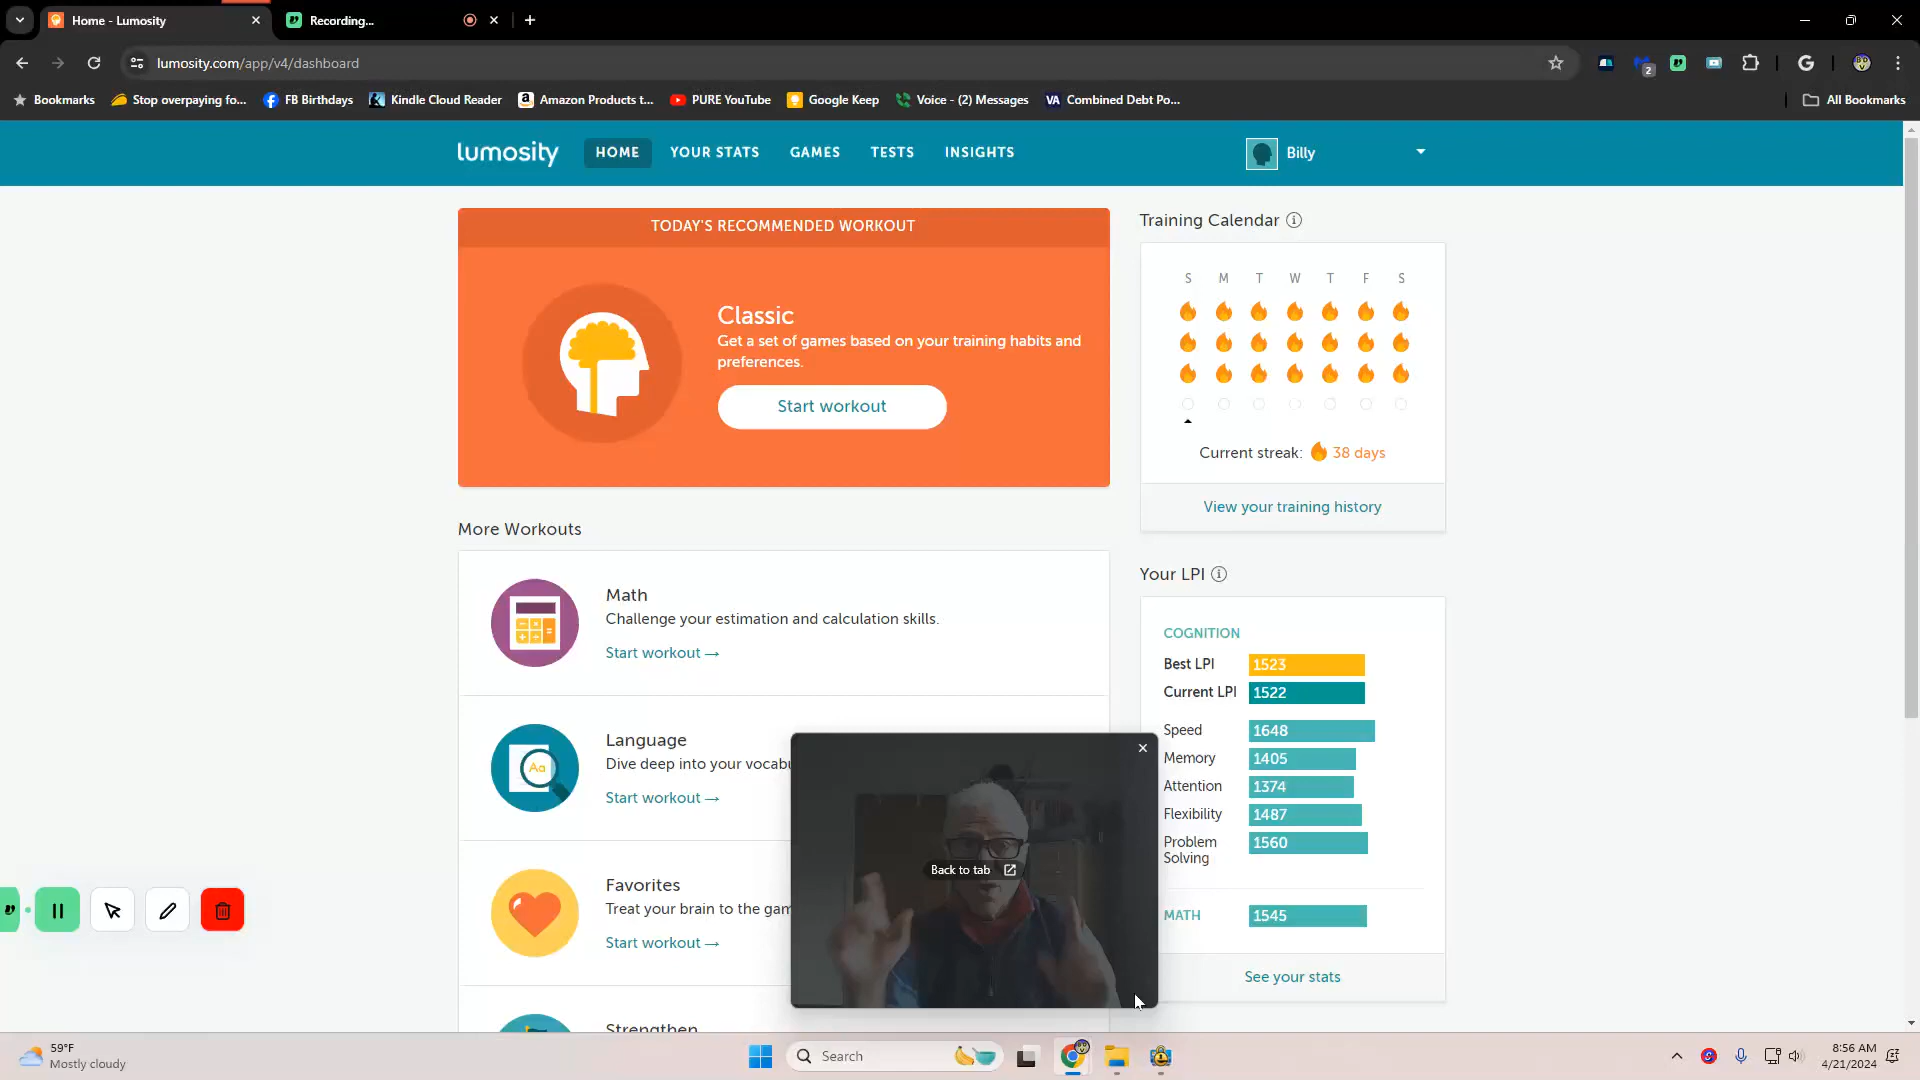 Home - Lumosity
Recording...
lumosity.com/app/v4/dashboard
2
G
Bookmarks
Stop overpaying fo...
FB Birthdays
Kindle Cloud Reader
Amazon Products t...
PURE YouTube
Google Keep
Voice - (2) Messages
VA Combined Debt Po...
All Bookmarks
lumosity
HOME
YOUR STATS
GAMES
TESTS
INSIGHTS
Billy
TODAY'S RECOMMENDED WORKOUT
Classic
Get a set of games based on your training habits and
preferences.
Start workout
Training Calendar
S M T W T F S
Current streak: 38 days
View your training history
More Workouts
Math
Challenge your estimation and calculation skills.
Start workout →
Aa
Language
Dive deep into your vocabu
Start workout →
Favorites
Treat your brain to the gam
Start workout →
Strengthen
Back to tab
Your LPI
COGNITION
Best LPI 1523
Current LPI 1522
Speed 1648
Memory 1405
Attention 1374
Flexibility 1487
Problem
Solving 1560
MATH 1545
See your stats
59°F
Mostly cloudy
Search
8:56 AM
4/21/2024